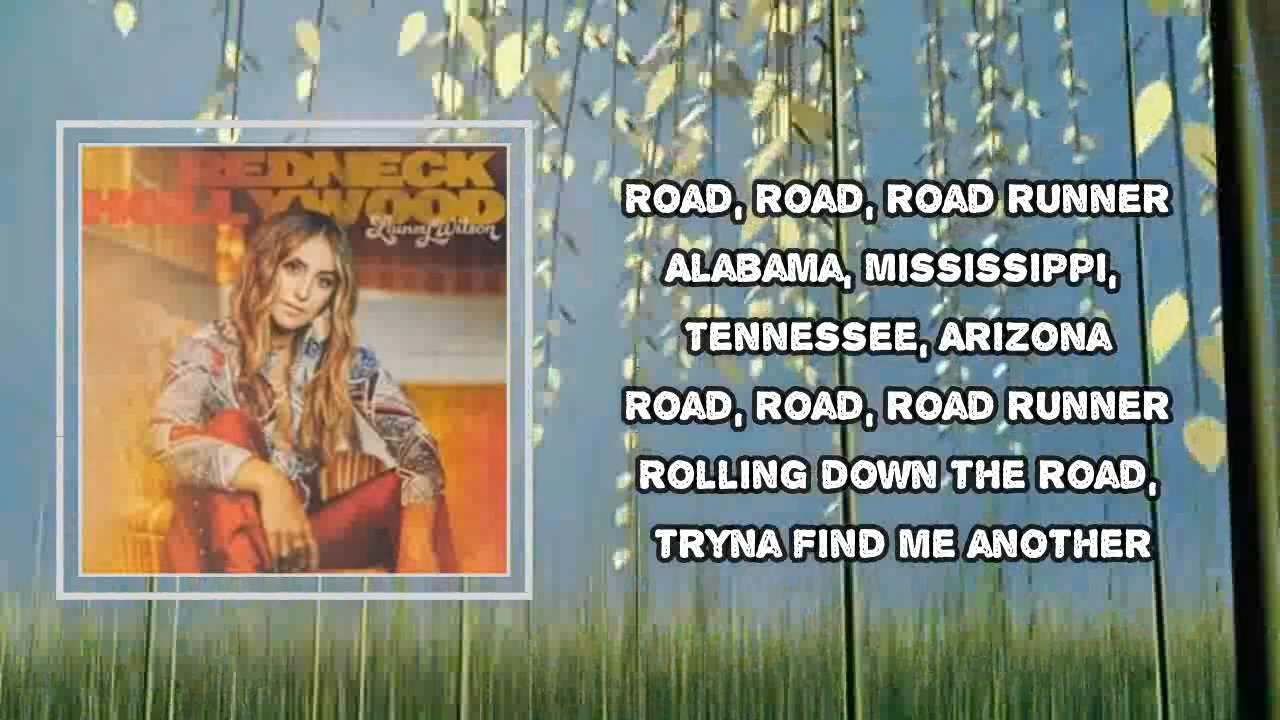 REDNECK
HOLLYWOOD
Lainey Wilson
ROAD, ROAD, ROAD RUNNER
ALABAMA, MISSISSIPPI,
TENNESSEE, ARIZONA
ROAD, ROAD, ROAD RUNNER
ROLLING DOWN THE ROAD,
TRYNA FIND ME ANOTHER